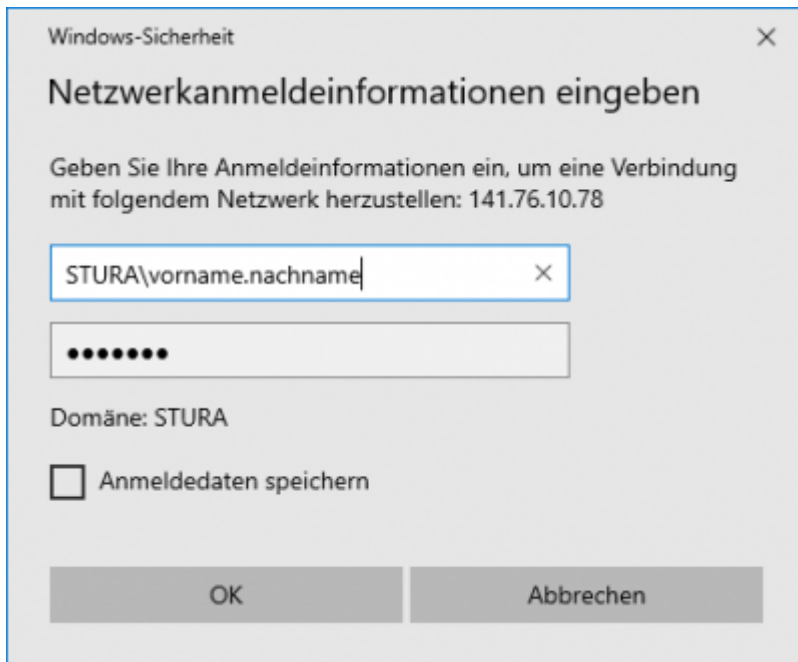 Windows-Sicherheit
Netzwerkanmeldeinformationen eingeben
Geben Sie Ihre Anmeldeinformationen ein, um eine Verbindung
mit folgendem Netzwerk herzustellen: 141.76.10.78
STURA\vorname.nachname
•••••••
Domäne: STURA
Anmeldedaten speichern
OK
Abbrechen